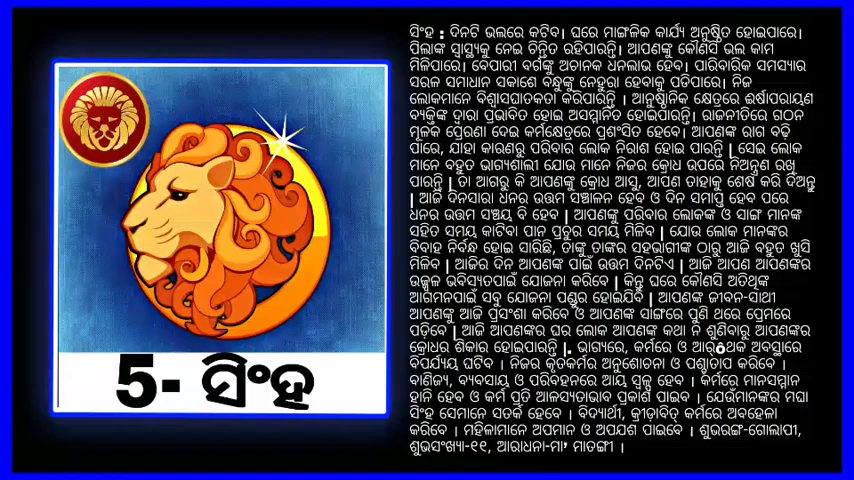 5- ସିଂହ
ସିଂହ : ଦିନଟି ଭଲରେ କଟିବ। ଘରେ ମାଙ୍ଗଳିକ କାର୍ଯ୍ୟ ଅନୁଷ୍ଠିତ ହୋଇପାରେ।
ପିଲାଙ୍କ ସ୍ୱାସ୍ଥ୍ୟକୁ ନେଇ ଚିନ୍ତିତ ରହିପାରନ୍ତି। ଆପଣଙ୍କୁ କୌଣସି ଭଲ କାମ
ମିଳିପାରେ। ବେପାରୀ ବର୍ଗଙ୍କୁ ଅଚାନକ ଧନଲାଭ ହେବ। ପାରିବାରିକ ସମସ୍ୟାର
ସରଳ ସମାଧାନ ସକାଶେ ବନ୍ଧୁଙ୍କୁ ନେହୁରା ହେବାକୁ ପଡିପାରେ। ନିଜ
ଲୋକମାନେ ବିଶ୍ୱାସଘାତକତା କରିପାରନ୍ତି । ଆନୁଷ୍ଠାନିକ କ୍ଷେତ୍ରରେ ଈର୍ଷାପରାୟଣ
ବ୍ୟକ୍ତିଙ୍କ ଦ୍ୱାରା ପ୍ରଭାବିତ ହୋଇ ଅସମ୍ମାନିତ ହୋଇପାରନ୍ତି। ରାଜନୀତିରେ ଗଠନ
ମୂଳକ ପ୍ରେରଣା ଦେଇ କର୍ମକ୍ଷେତ୍ରରେ ପ୍ରଶଂସିତ ହେବେ। ଆପଣଙ୍କ ରାଗ ବଢ଼ି
ପାରେ, ଯାହା କାରଣରୁ ପରିବାର ଲୋକ ନିରାଶ ହୋଇ ପାରନ୍ତି | ସେଇ ଲୋକ
ମାନେ ବହୁତ ଭାଗ୍ୟଶାଳୀ ଯୋଉ ମାନେ ନିଜର କ୍ରୋଧ ଉପରେ ନିଅନ୍ତ୍ରଣ ରଖି
ପାରନ୍ତି | ତା ଆଗରୁ କି ଆପଣଙ୍କୁ କ୍ରୋଧ ଆସୁ, ଆପଣ ତାହାକୁ ଶେଷ କରି ଦିଅନ୍ତୁ
| ଆଜି ଦିନସାରା ଧନର ଉତ୍ତମ ସଞ୍ଚାଳନ ହେବ ଓ ଦିନ ସମାପ୍ତ ହେବ ପରେ
ଧନର ଉତ୍ତମ ସଞ୍ଚୟ ବି ହେବ | ଆପଣଙ୍କୁ ପରିବାର ଲୋକଙ୍କ ଓ ସାଙ୍ଗ ମାନଙ୍କ
ସହିତ ସମୟ କାଟିବା ପାନ ପ୍ରଚୁର ସମୟ ମିଳିବ | ଯୋଉ ଲୋକ ମାନଙ୍କର
ବିବାହ ନିର୍ବନ୍ଧ ହୋଇ ସାରିଛି, ତାଙ୍କୁ ତାଙ୍କର ସହଭାଗୀଙ୍କ ଠାରୁ ଆଜି ବହୁତ ଖୁସି
ମିଳିବ | ଆଜିର ଦିନ ଆପଣଙ୍କ ପାଇଁ ଉତ୍ତମ ଦିନଟିଏ | ଆଜି ଆପଣ ଆପଣଙ୍କର
ଉଜ୍ଜ୍ୱଳ ଭବିସ୍ୟତପାଇଁ ଯୋଜନା କରିବେ | କିନ୍ତୁ ଘରେ କୌଣସି ଅତିଥିଙ୍କ
ଆଗମନପାଇଁ ସବୁ ଯୋଜନା ପଣ୍ଡୁର ହୋଇଯିବି | ଆପଣଙ୍କ ଜୀବନ-ସାଥୀ
ଆପଣଙ୍କୁ ଆଜି ପ୍ରସଂଶା କରିବେ ଓ ଆପଣଙ୍କ ସାଙ୍ଗରେ ପୁଣି ଥରେ ପ୍ରେମରେ
ପଡ଼ିବେ | ଆଜି ଆପଣଙ୍କର ଘର ଲୋକ ଆପଣଙ୍କ କଥା ନ ଶୁଣିବାରୁ ଆପଣଙ୍କର
କ୍ରୋଧର ଶିକାର ହୋଇପାରନ୍ତି |. ଭାଗ୍ୟରେ, କର୍ମରେ ଓ ଅବସ୍ଥାରେ
ବିପର୍ଯ୍ୟୟ ଘଟିବ । ନିଜର କୃତକର୍ମର ଅନୁଶୋଚନା ଓ ପଶ୍ଚାତାପ କରିବେ ।
ବାଣିଜ୍ୟ, ବ୍ୟବସାୟ ଓ ପରିବହନରେ ଆୟ ସ୍ୱଳ୍ପ ହେବ । କର୍ମରେ ମାନସମ୍ମାନ
ହାନି ହେବ ଓ କର୍ମ ପ୍ରତି ଆଳସ୍ୟତାଭାବ ପ୍ରକାଶ ପାଇବ । ଯେଉଁମାନଙ୍କର ମଘା
ସିଂହ ସେମାନେ ସତର୍କ ହେବେ । ବିଦ୍ୟାର୍ଥୀ, କ୍ରୀଡ଼ାବିତ୍ କର୍ମରେ ଅବହେଳା
କରିବେ । ମହିଳାମାନେ ଅପମାନ ଓ ଅପଯଶ ପାଇବେ । ଶୁଭରଙ୍ଗ-ଗୋଲାପୀ,
ଶୁଭସଂଖ୍ୟା-୧୧, ଆରାଧନା-ମା' ମାତଙ୍ଗୀ ।